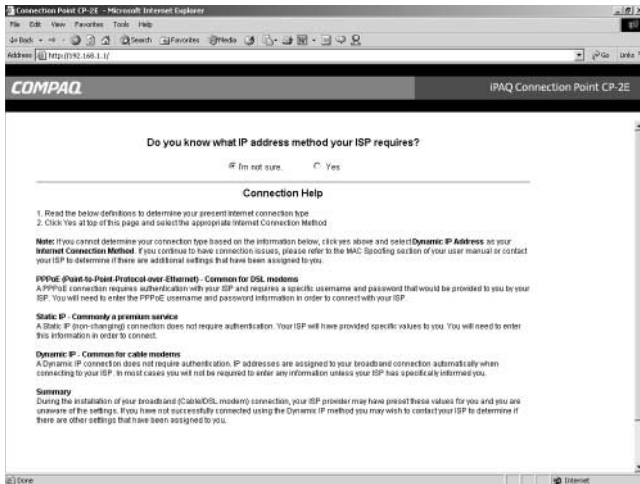 Connection Point CP-2E - Microsoft Internet Explorer
File Edit View Favorites Tools Help
Back Search Favorites Media
Address http://192.168.1.1/ Go Links
COMPAQ iPAQ Connection Point CP-2E
Do you know what IP address method your ISP requires?
I'm not sure. Yes
Connection Help
1. Read the below definitions to determine your present internet connection type
2. Click Yes at top of this page and select the appropriate Internet Connection Method
Note: If you cannot determine your connection type based on the information below, click yes above and select Dynamic IP Address as your
Internet Connection Method. If you continue to have connection issues, please refer to the MAC Spoofing section of your user manual or contact
your ISP to determine if there are additional settings that have been assigned to you.
PPPoE (Point-to-Point-Protocol-over-Ethernet) - Common for DSL modems
A PPPoE connection requires authentication with your ISP and requires a specific username and password that would be provided to you by your
ISP. You will need to enter the PPPoE username and password information in order to connect with your ISP.
Static IP - Commonly a premium service
A Static IP (non-changing) connection does not require authentication. Your ISP will have provided specific values to you. You will need to enter
this information in order to connect.
Dynamic IP - Common for cable modems
A Dynamic IP connection does not require authentication. IP addresses are assigned to your broadband connection automatically when
connecting to your ISP. In most cases you will not be required to enter any information unless your ISP has specifically informed you.
Summary
During the installation of your broadband (Cable/DSL modem) connection, your ISP provider may have preset these values for you and you are
unaware of the settings. If you have not successfully connected using the Dynamic IP method you may wish to contact your ISP to determine if
there are other settings that have been assigned to you.
Done Internet